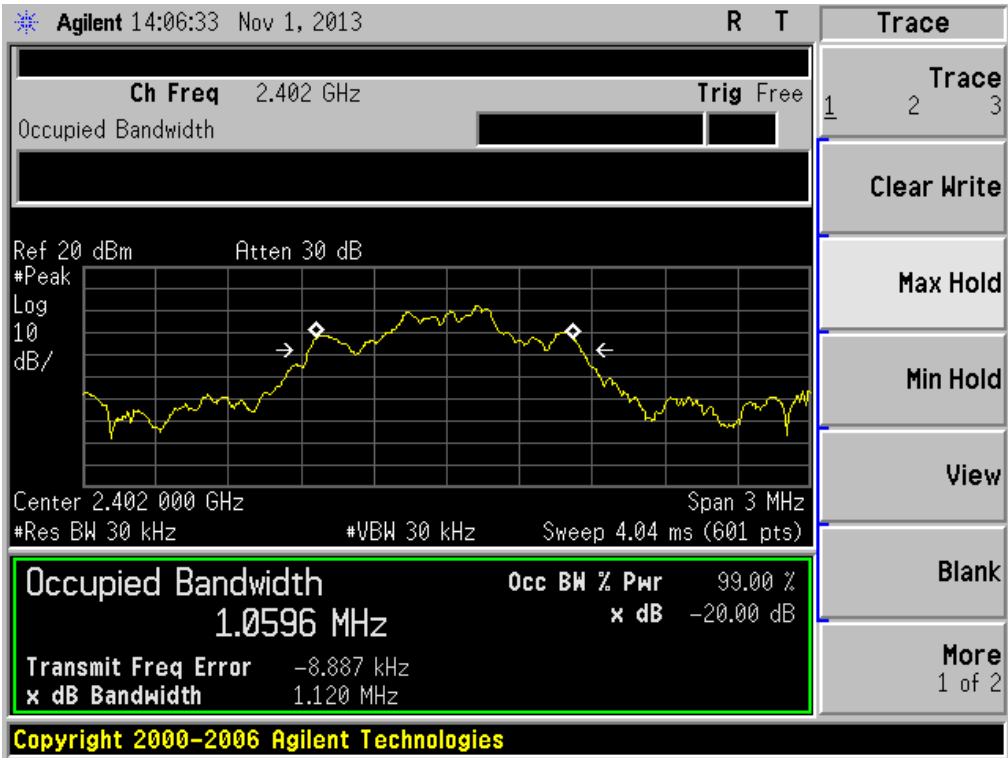 Agilent 14:06:33 Nov 1, 2013 R T
Trace
Ch Freq 2.402 GHz Trig Free
Occupied Bandwidth
Ref 20 dBm Atten 30 dB
#Peak
Log
10
dB/
Center 2.402 000 GHz Span 3 MHz
#Res BW 30 kHz #VBW 30 kHz Sweep 4.04 ms (601 pts)
Occupied Bandwidth Occ BW % Pwr 99.00 %
1.0596 MHz x dB -20.00 dB
Transmit Freq Error -8.887 kHz
x dB Bandwidth 1.120 MHz
Copyright 2000-2006 Agilent Technologies
Trace
1 2 3
Clear Write
Max Hold
Min Hold
View
Blank
More
1 of 2